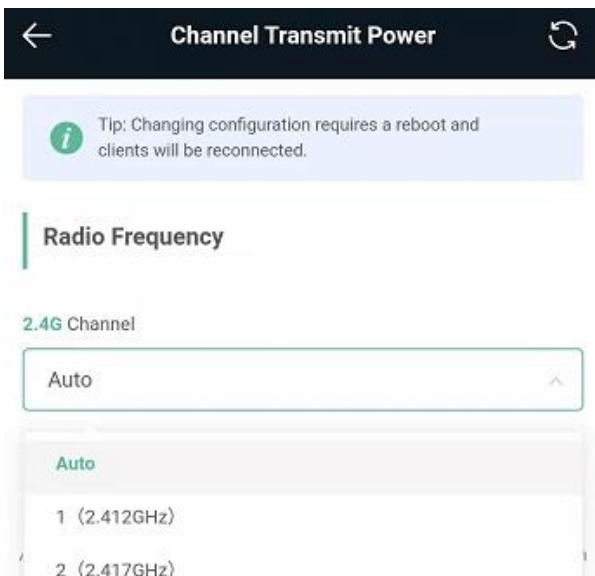 Channel Transmit Power
Tip: Changing configuration requires a reboot and
clients will be reconnected.
Radio Frequency
2.4G Channel
Auto
Auto
1（2.412GHz）
2（2.417GHz）